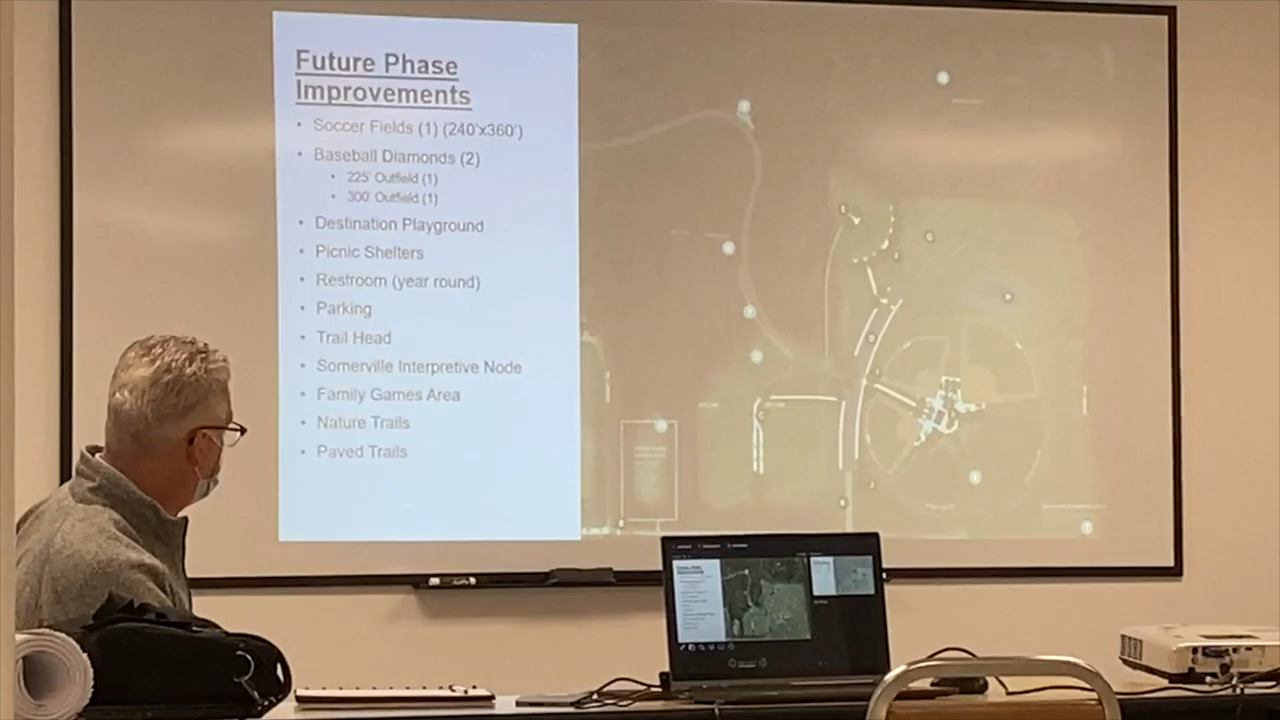 Future Phase
Improvements
• Soccer Fields (1) (240'x360')
• Baseball Diamonds (2)
• 225' Outfield (1)
• 300' Outfield (1)
• Destination Playground
• Picnic Shelters
• Restroom (year round)
• Parking
• Trail Head
• Somerville Interpretive Node
• Family Games Area
• Nature Trails
• Paved Trails